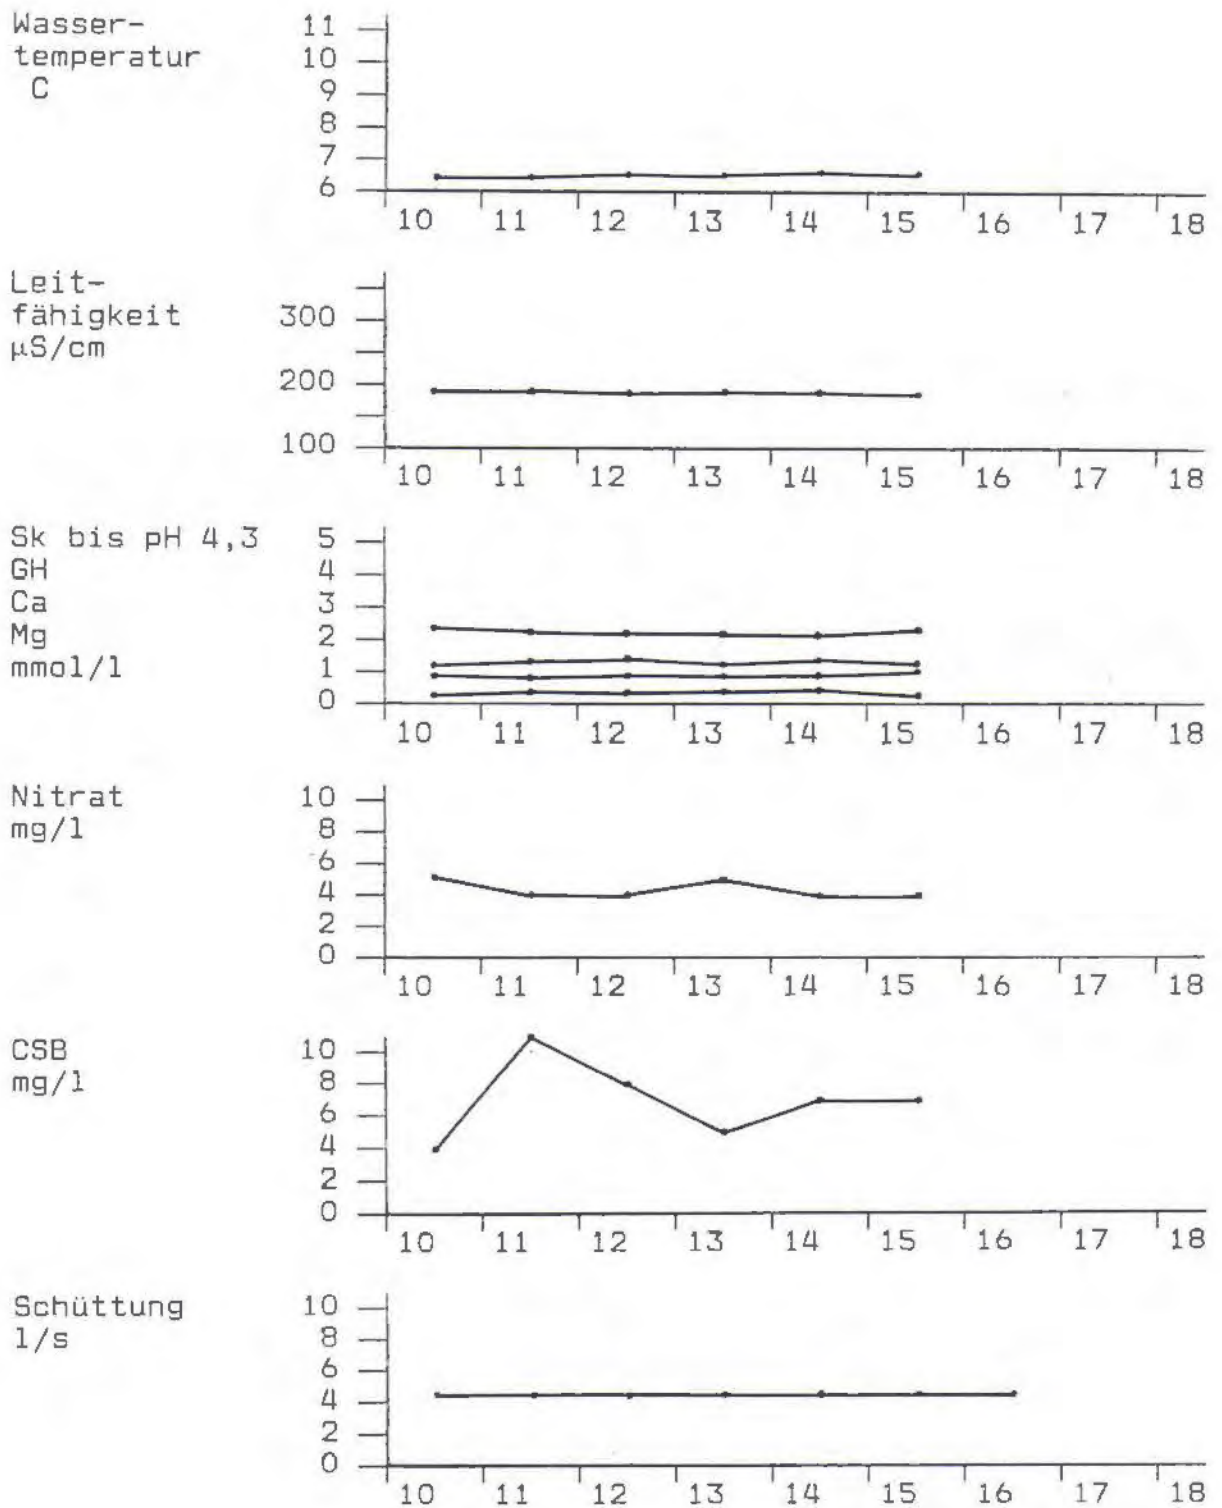 Wasser-
temperatur
C
11
10
9
8
7
6
10 11 12 13 14 15 16 17 18
Leit-
fähigkeit
µS/cm
300
200
100
10 11 12 13 14 15 16 17 18
Sk bis pH 4,3
GH
Ca
Mg
mmol/l
5
4
3
2
1
0
10 11 12 13 14 15 16 17 18
Nitrat
mg/l
10
8
6
4
2
0
10 11 12 13 14 15 16 17 18
CSB
mg/l
10
8
6
4
2
0
10 11 12 13 14 15 16 17 18
Schüttung
l/s
10
8
6
4
2
0
10 11 12 13 14 15 16 17 18